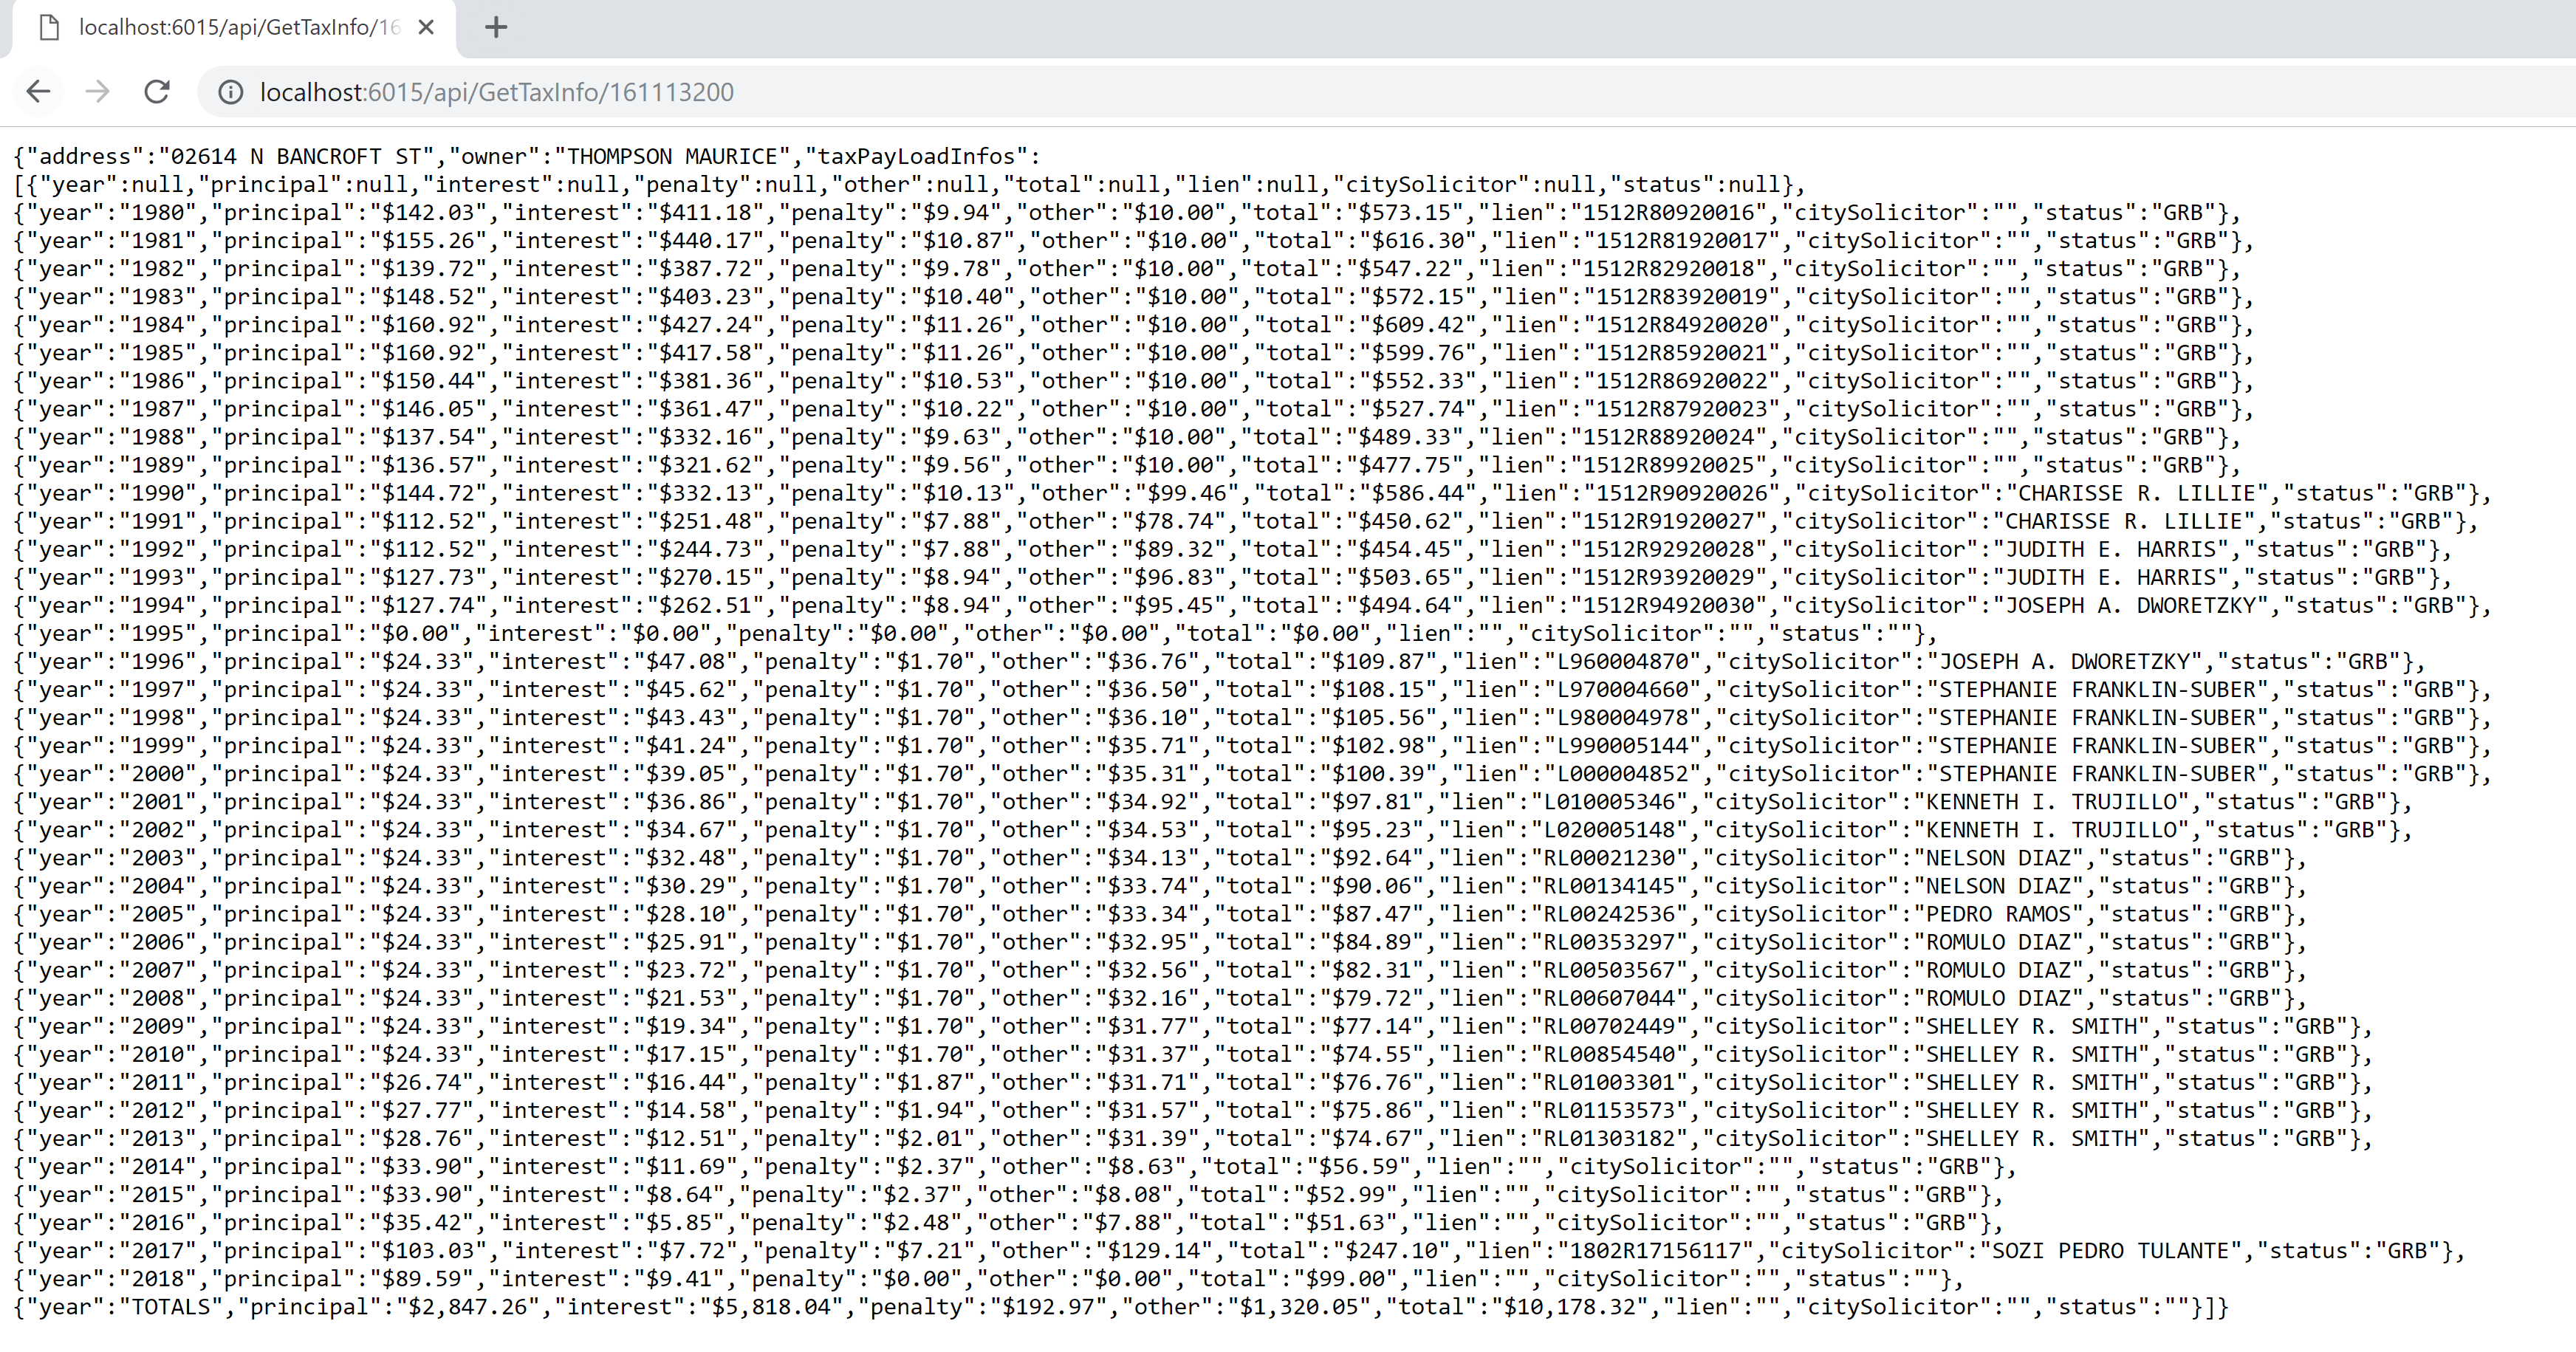 localhost:6015/api/GetTaxInfo/16
localhost:6015/api/GetTaxInfo/161113200
{"address":"02614 N BANCROFT ST","owner":"THOMPSON MAURICE","taxPayLoadInfos":
[{"year":null,"principal":null,"interest":null,"penalty":null,"other":null,"total":null,"lien":null,"citySolicitor":null,"status":null},
{"year":"1980","principal":"$142.03","interest":"$411.18","penalty":"$9.94","other":"$10.00","total":"$573.15","lien":"1512R80920016","citySolicitor":"","status":"GRB"},
{"year":"1981","principal":"$155.26","interest":"$440.17","penalty":"$10.87","other":"$10.00","total":"$616.30","lien":"1512R81920017","citySolicitor":"","status":"GRB"},
{"year":"1982","principal":"$139.72","interest":"$387.72","penalty":"$9.78","other":"$10.00","total":"$547.22","lien":"1512R82920018","citySolicitor":"","status":"GRB"},
{"year":"1983","principal":"$148.52","interest":"$403.23","penalty":"$10.40","other":"$10.00","total":"$572.15","lien":"1512R83920019","citySolicitor":"","status":"GRB"},
{"year":"1984","principal":"$160.92","interest":"$427.24","penalty":"$11.26","other":"$10.00","total":"$609.42","lien":"1512R84920020","citySolicitor":"","status":"GRB"},
{"year":"1985","principal":"$160.92","interest":"$417.58","penalty":"$11.26","other":"$10.00","total":"$599.76","lien":"1512R85920021","citySolicitor":"","status":"GRB"},
{"year":"1986","principal":"$150.44","interest":"$381.36","penalty":"$10.53","other":"$10.00","total":"$552.33","lien":"1512R86920022","citySolicitor":"","status":"GRB"},
{"year":"1987","principal":"$146.05","interest":"$361.47","penalty":"$10.22","other":"$10.00","total":"$527.74","lien":"1512R87920023","citySolicitor":"","status":"GRB"},
{"year":"1988","principal":"$137.54","interest":"$332.16","penalty":"$9.63","other":"$10.00","total":"$489.33","lien":"1512R88920024","citySolicitor":"","status":"GRB"},
{"year":"1989","principal":"$136.57","interest":"$321.62","penalty":"$9.56","other":"$10.00","total":"$477.75","lien":"1512R89920025","citySolicitor":"","status":"GRB"},
{"year":"1990","principal":"$144.72","interest":"$332.13","penalty":"$10.13","other":"$99.46","total":"$586.44","lien":"1512R90920026","citySolicitor":"CHARISSE R. LILLIE","status":"GRB"},
{"year":"1991","principal":"$112.52","interest":"$251.48","penalty":"$7.88","other":"$78.74","total":"$450.62","lien":"1512R91920027","citySolicitor":"CHARISSE R. LILLIE","status":"GRB"},
{"year":"1992","principal":"$112.52","interest":"$244.73","penalty":"$7.88","other":"$89.32","total":"$454.45","lien":"1512R92920028","citySolicitor":"JUDITH E. HARRIS","status":"GRB"},
{"year":"1993","principal":"$127.73","interest":"$270.15","penalty":"$8.94","other":"$96.83","total":"$503.65","lien":"1512R93920029","citySolicitor":"JUDITH E. HARRIS","status":"GRB"},
{"year":"1994","principal":"$127.74","interest":"$262.51","penalty":"$8.94","other":"$95.45","total":"$494.64","lien":"1512R94920030","citySolicitor":"JOSEPH A. DWORETZKY","status":"GRB"},
{"year":"1995","principal":"$0.00","interest":"$0.00","penalty":"$0.00","other":"$0.00","total":"$0.00","lien":"","citySolicitor":"","status":""},
{"year":"1996","principal":"$24.33","interest":"$47.08","penalty":"$1.70","other":"$36.76","total":"$109.87","lien":"L960004870","citySolicitor":"JOSEPH A. DWORETZKY","status":"GRB"},
{"year":"1997","principal":"$24.33","interest":"$45.62","penalty":"$1.70","other":"$36.50","total":"$108.15","lien":"L970004660","citySolicitor":"STEPHANIE FRANKLIN-SUBER","status":"GRB"},
{"year":"1998","principal":"$24.33","interest":"$43.43","penalty":"$1.70","other":"$36.10","total":"$105.56","lien":"L980004978","citySolicitor":"STEPHANIE FRANKLIN-SUBER","status":"GRB"},
{"year":"1999","principal":"$24.33","interest":"$41.24","penalty":"$1.70","other":"$35.71","total":"$102.98","lien":"L990005144","citySolicitor":"STEPHANIE FRANKLIN-SUBER","status":"GRB"},
{"year":"2000","principal":"$24.33","interest":"$39.05","penalty":"$1.70","other":"$35.31","total":"$100.39","lien":"L000004852","citySolicitor":"STEPHANIE FRANKLIN-SUBER","status":"GRB"},
{"year":"2001","principal":"$24.33","interest":"$36.86","penalty":"$1.70","other":"$34.92","total":"$97.81","lien":"L010005346","citySolicitor":"KENNETH I. TRUJILLO","status":"GRB"},
{"year":"2002","principal":"$24.33","interest":"$34.67","penalty":"$1.70","other":"$34.53","total":"$95.23","lien":"L020005148","citySolicitor":"KENNETH I. TRUJILLO","status":"GRB"},
{"year":"2003","principal":"$24.33","interest":"$32.48","penalty":"$1.70","other":"$34.13","total":"$92.64","lien":"RL00021230","citySolicitor":"NELSON DIAZ","status":"GRB"},
{"year":"2004","principal":"$24.33","interest":"$30.29","penalty":"$1.70","other":"$33.74","total":"$90.06","lien":"RL00134145","citySolicitor":"NELSON DIAZ","status":"GRB"},
{"year":"2005","principal":"$24.33","interest":"$28.10","penalty":"$1.70","other":"$33.34","total":"$87.47","lien":"RL00242536","citySolicitor":"PEDRO RAMOS","status":"GRB"},
{"year":"2006","principal":"$24.33","interest":"$25.91","penalty":"$1.70","other":"$32.95","total":"$84.89","lien":"RL00353297","citySolicitor":"ROMULO DIAZ","status":"GRB"},
{"year":"2007","principal":"$24.33","interest":"$23.72","penalty":"$1.70","other":"$32.56","total":"$82.31","lien":"RL00503567","citySolicitor":"ROMULO DIAZ","status":"GRB"},
{"year":"2008","principal":"$24.33","interest":"$21.53","penalty":"$1.70","other":"$32.16","total":"$79.72","lien":"RL00607044","citySolicitor":"ROMULO DIAZ","status":"GRB"},
{"year":"2009","principal":"$24.33","interest":"$19.34","penalty":"$1.70","other":"$31.77","total":"$77.14","lien":"RL00702449","citySolicitor":"SHELLEY R. SMITH","status":"GRB"},
{"year":"2010","principal":"$24.33","interest":"$17.15","penalty":"$1.70","other":"$31.37","total":"$74.55","lien":"RL00854540","citySolicitor":"SHELLEY R. SMITH","status":"GRB"},
{"year":"2011","principal":"$26.74","interest":"$16.44","penalty":"$1.87","other":"$31.71","total":"$76.76","lien":"RL01003301","citySolicitor":"SHELLEY R. SMITH","status":"GRB"},
{"year":"2012","principal":"$27.77","interest":"$14.58","penalty":"$1.94","other":"$31.57","total":"$75.86","lien":"RL01153573","citySolicitor":"SHELLEY R. SMITH","status":"GRB"},
{"year":"2013","principal":"$28.76","interest":"$12.51","penalty":"$2.01","other":"$31.39","total":"$74.67","lien":"RL01303182","citySolicitor":"SHELLEY R. SMITH","status":"GRB"},
{"year":"2014","principal":"$33.90","interest":"$11.69","penalty":"$2.37","other":"$8.63","total":"$56.59","lien":"","citySolicitor":"","status":"GRB"},
{"year":"2015","principal":"$33.90","interest":"$8.64","penalty":"$2.37","other":"$8.08","total":"$52.99","lien":"","citySolicitor":"","status":"GRB"},
{"year":"2016","principal":"$35.42","interest":"$5.85","penalty":"$2.48","other":"$7.88","total":"$51.63","lien":"","citySolicitor":"","status":"GRB"},
{"year":"2017","principal":"$103.03","interest":"$7.72","penalty":"$7.21","other":"$129.14","total":"$247.10","lien":"1802R17156117","citySolicitor":"SOZI PEDRO TULANTE","status":"GRB"},
{"year":"2018","principal":"$89.59","interest":"$9.41","penalty":"$0.00","other":"$0.00","total":"$99.00","lien":"","citySolicitor":"","status":""},
{"year":"TOTALS","principal":"$2,847.26","interest":"$5,818.04","penalty":"$192.97","other":"$1,320.05","total":"$10,178.32","lien":"","citySolicitor":"","status":""}]}